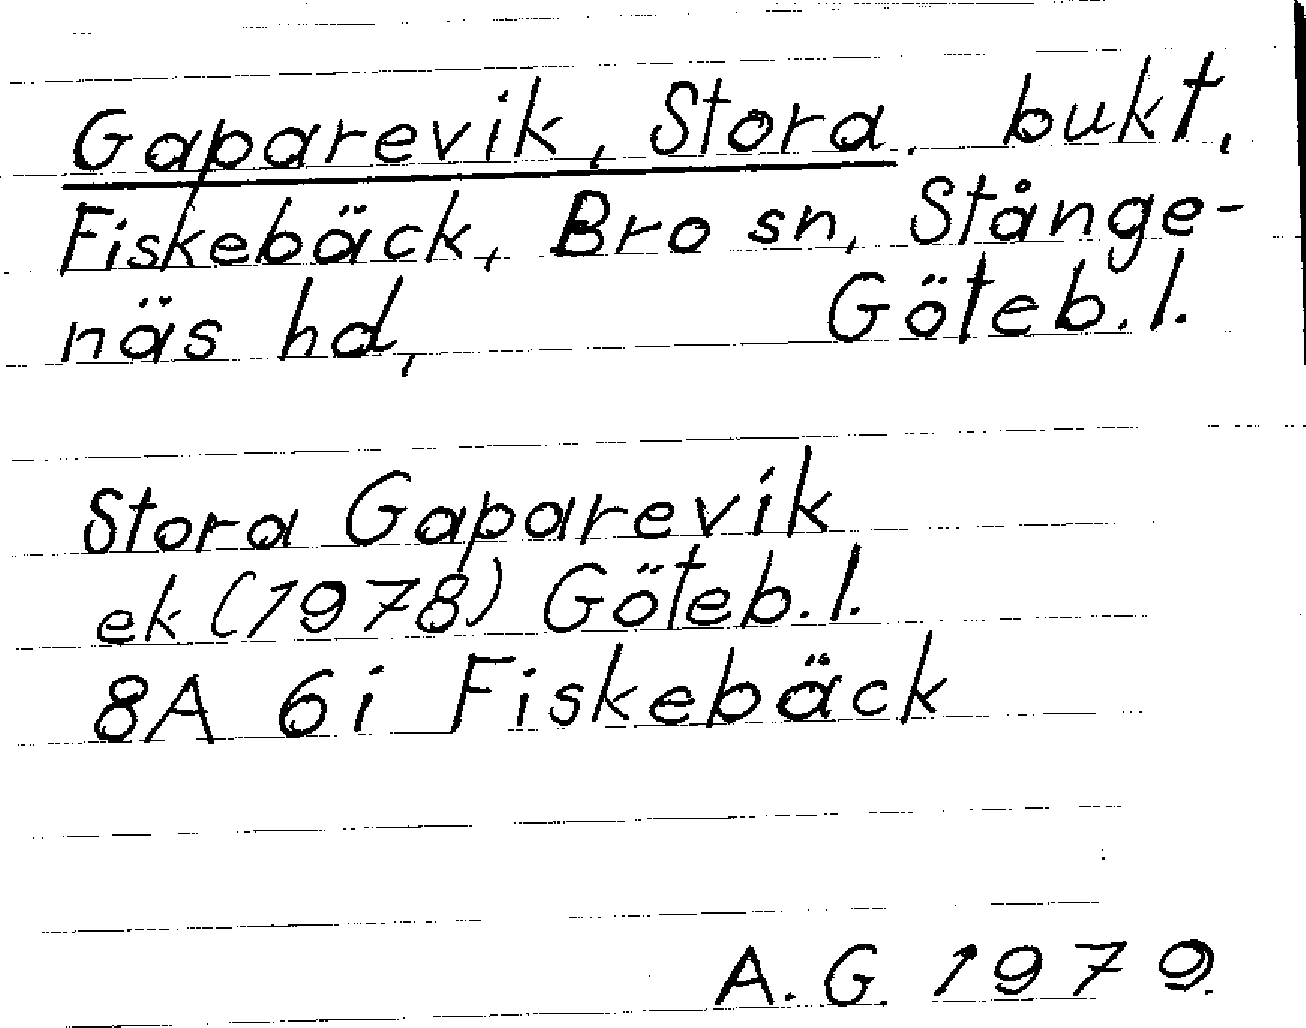 Gaparevik, Stora. bukt,
Fiskebäck, Bro sn, Stånge-
näs hd, Göteb. l.
Stora Gaparevik
ek (1978) Göteb. l.
8A 6i Fiskebäck
A. G. 1979.